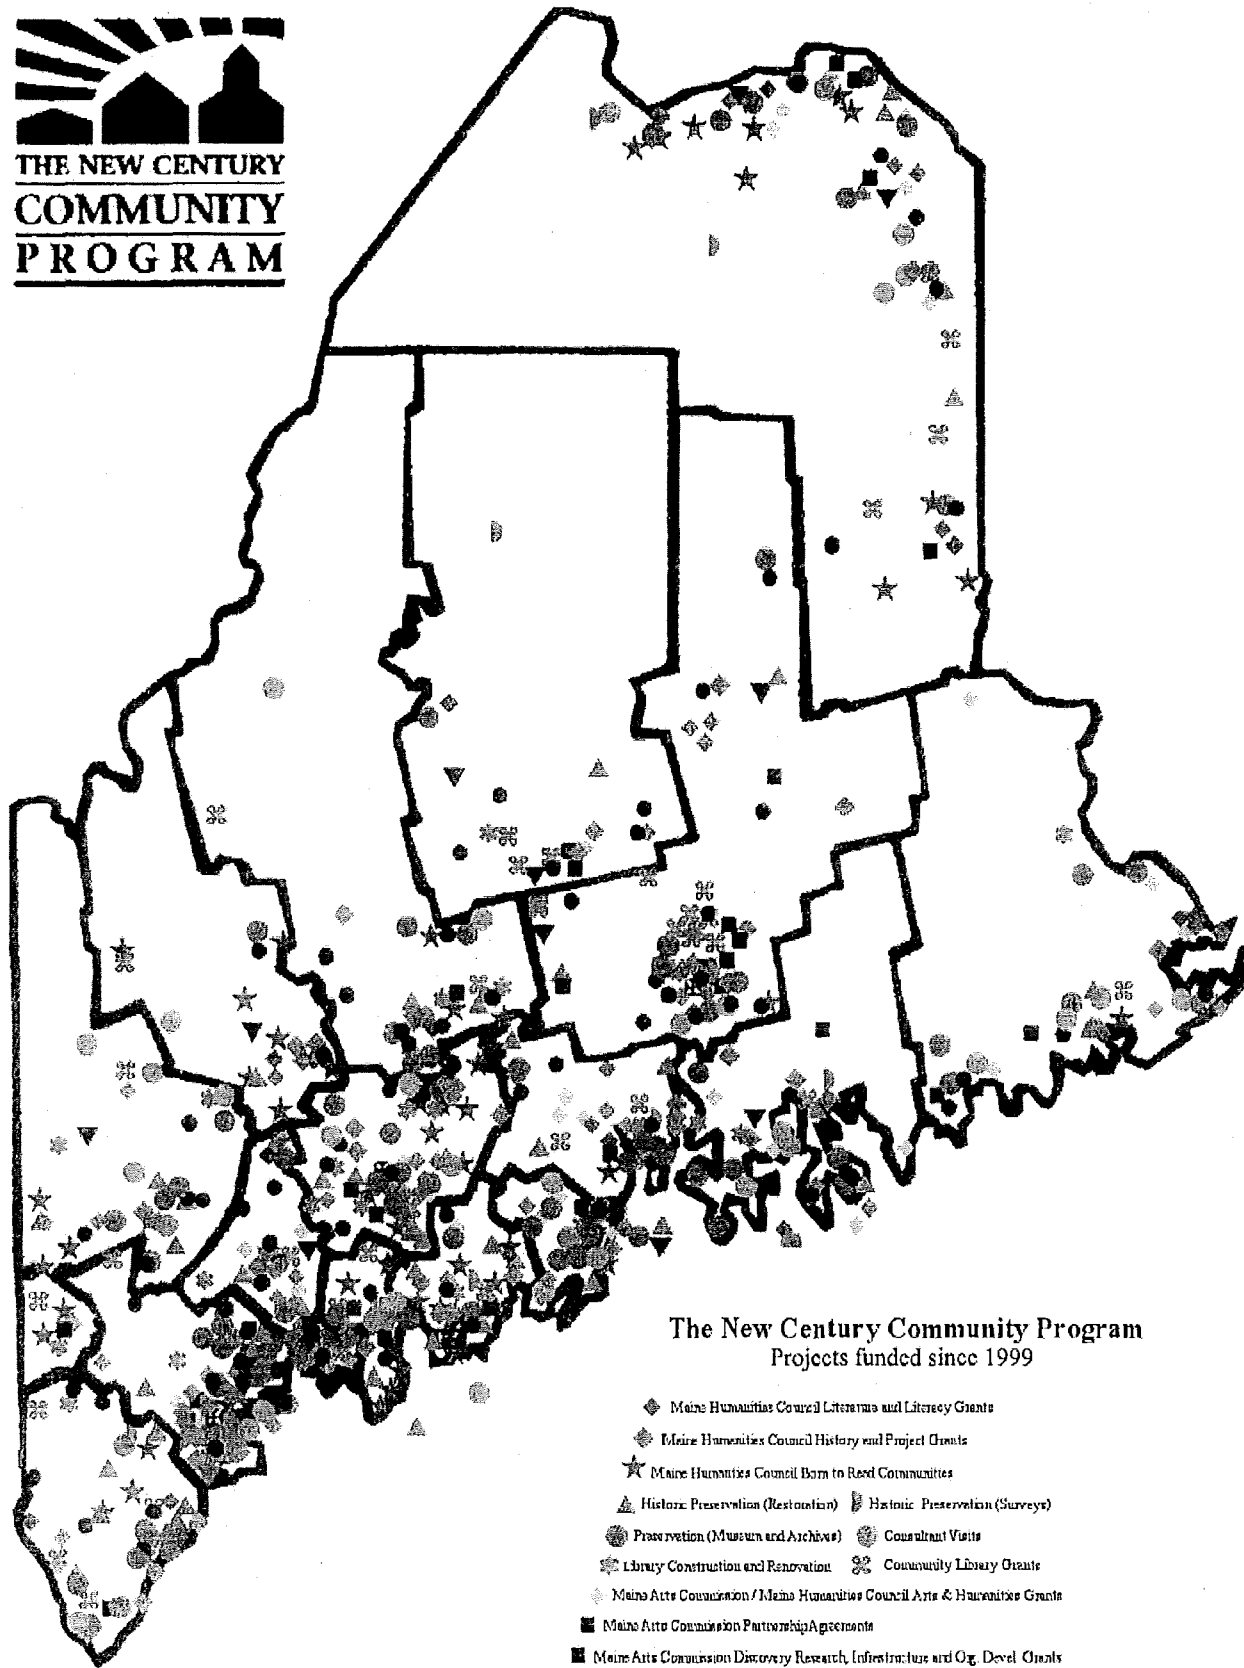 THE NEW CENTURY
COMMUNITY
PROGRAM
The New Century Community Program
Projects funded since 1999
Maine Humanities Council Literature and Literacy Grants
Maine Humanities Council History and Project Grants
Maine Humanities Council Born to Read Communities
Historic Preservation (Restoration) Historic Preservation (Surveys)
Preservation (Museum and Archives) Consultant Visits
Library Construction and Renovation Community Library Grants
Maine Arts Commission / Maine Humanities Council Arts & Humanities Grants
Maine Arts Commission Partnership Agreements
Maine Arts Commission Discovery Research, Infrastructure and Org. Devel. Grants